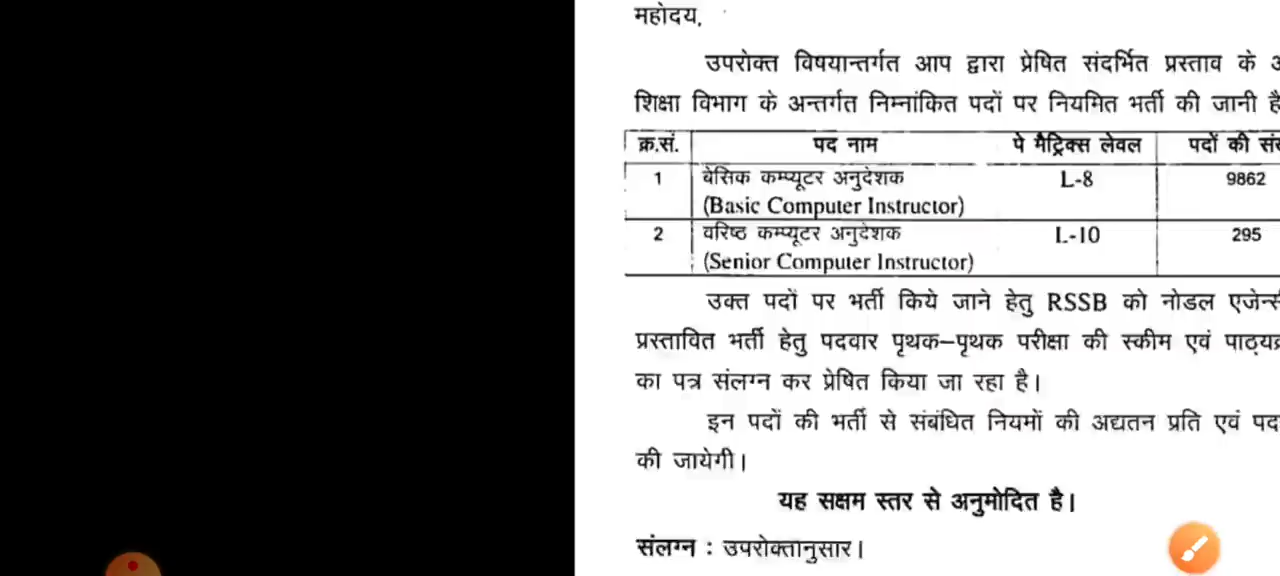 महोदय,
उपरोक्त विषयान्तर्गत आप द्वारा प्रेषित संदर्भित प्रस्ताव के
शिक्षा विभाग के अन्तर्गत निम्नांकित पदों पर नियमित भर्ती की जानी है
क्र.सं. पद नाम पे मैट्रिक्स लेवल पदों की
1 बेसिक कम्प्यूटर अनुदेशक L-8 9862
(Basic Computer Instructor)
2 वरिष्ठ कम्प्यूटर अनुदेशक L-10 295
(Senior Computer Instructor)
उक्त पदों पर भर्ती किये जाने हेतु RSSB को नोडल
प्रस्तावित भर्ती हेतु पदवार पृथक–पृथक परीक्षा की स्कीम एवं
का पत्र संलग्न कर प्रेषित किया जा रहा है।
इन पदों की भर्ती से संबंधित नियमों की अद्यतन प्रति एवं पद
की जायेगी।
यह सक्षम स्तर से अनुमोदित है।
संलग्न : उपरोक्तानुसार।